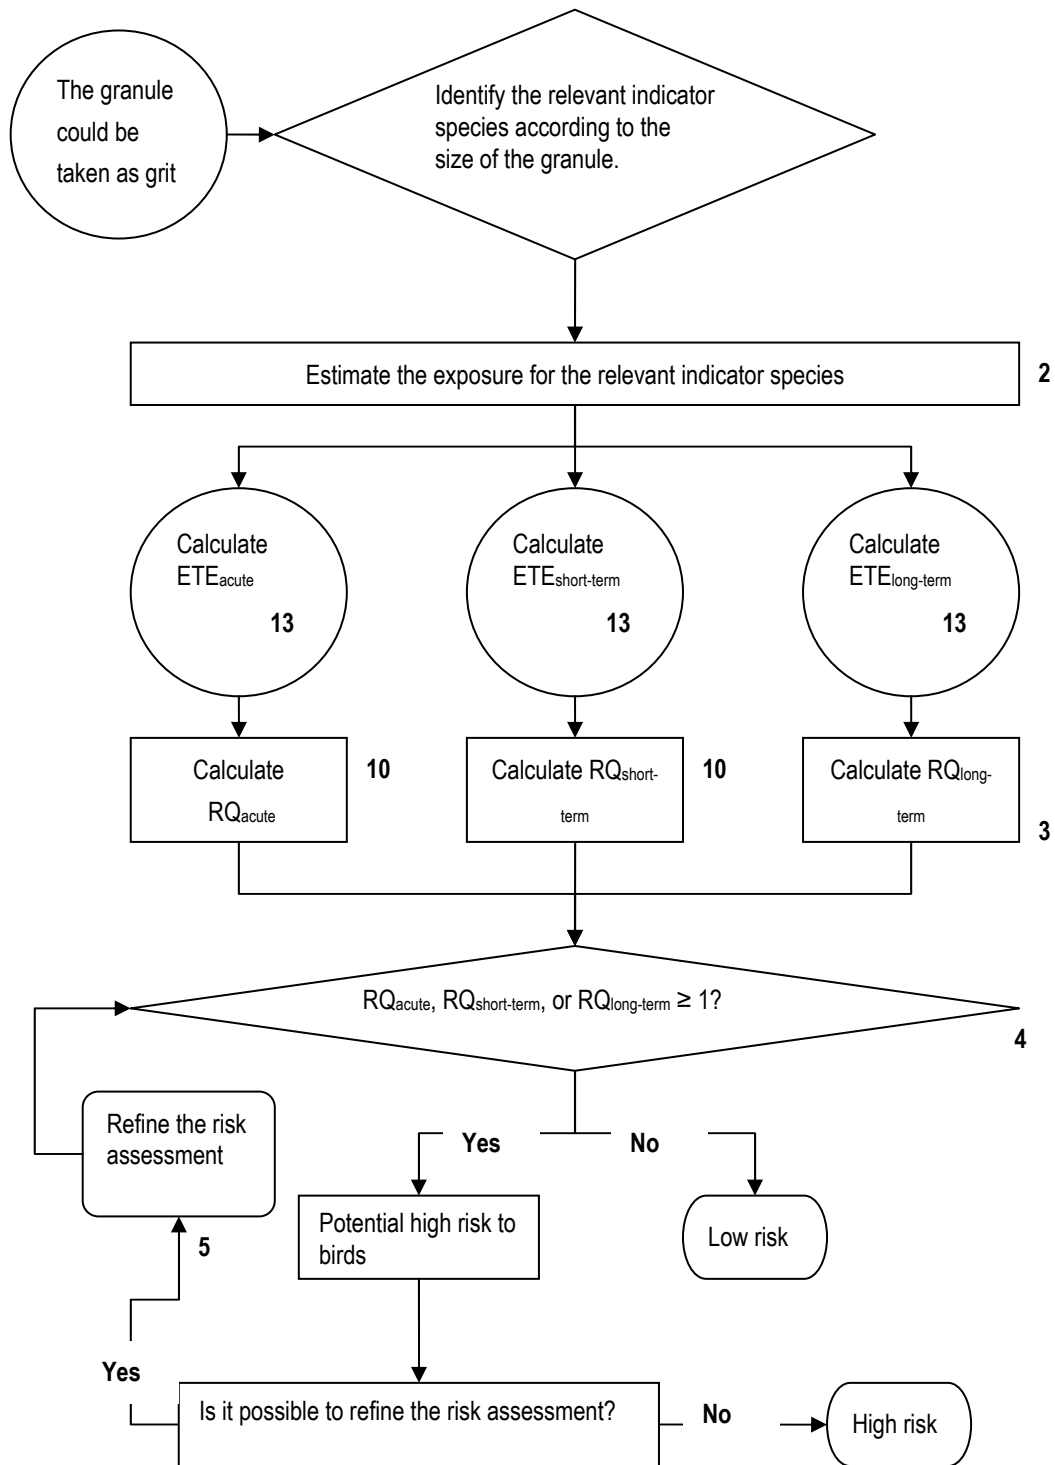 The granule
could be
taken as grit
Identify the relevant indicator
species according to the
size of the granule.
Estimate the exposure for the relevant indicator species
2
Calculate
ETEacute
13
Calculate
ETEshort-term
13
Calculate
ETElong-term
13
Calculate
RQacute
10
Calculate RQshort-
term
10
Calculate RQlong-
term
3
RQacute, RQshort-term, or RQlong-term ≥ 1?
4
Refine the risk
assessment
5
Yes
No
Potential high risk to
birds
Low risk
Yes
Is it possible to refine the risk assessment?
No
High risk